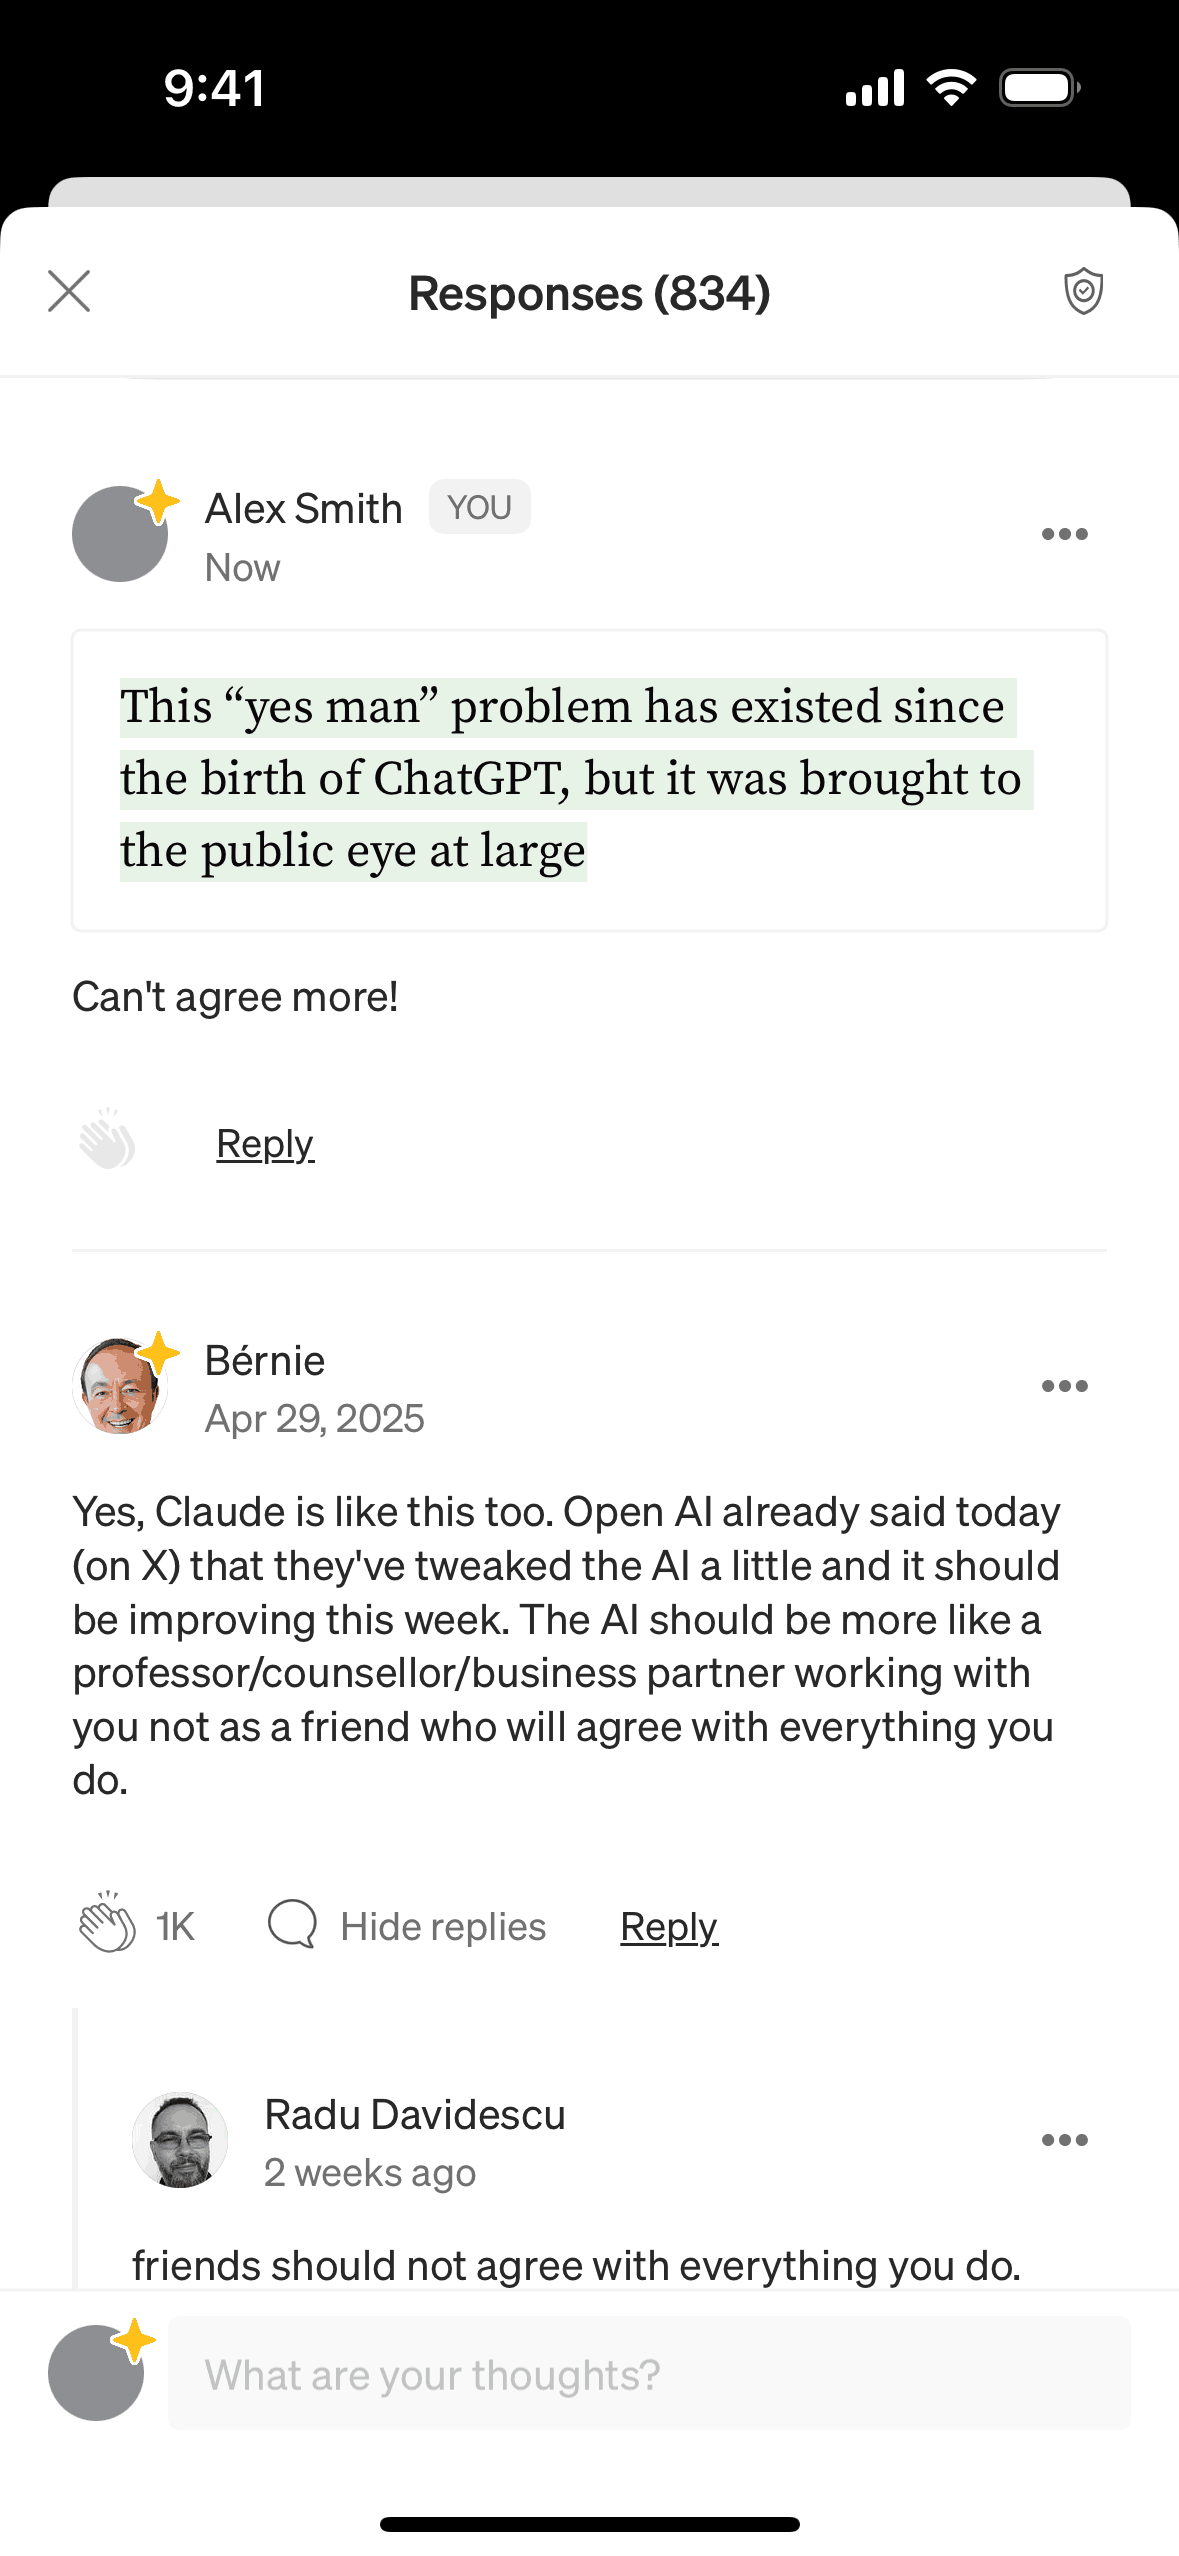 9:41
Responses (834)
Alex Smith YOU
Now
This “yes man” problem has existed since
the birth of ChatGPT, but it was brought to
the public eye at large
Can't agree more!
Reply
Bérnie
Apr 29, 2025
Yes, Claude is like this too. Open AI already said today
(on X) that they've tweaked the AI a little and it should
be improving this week. The AI should be more like a
professor/counsellor/business partner working with
you not as a friend who will agree with everything you
do.
1K Hide replies Reply
Radu Davidescu
2 weeks ago
friends should not agree with everything you do.
What are your thoughts?